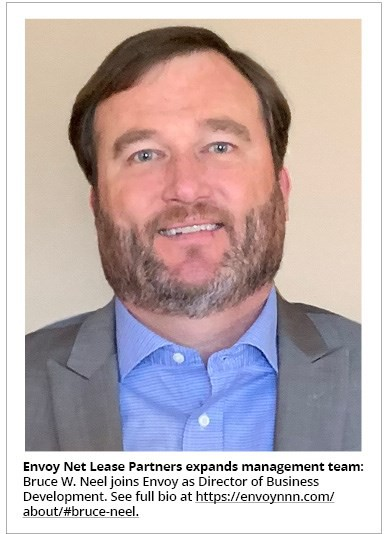 Envoy Net Lease Partners expands management team:
Bruce W. Neel joins Envoy as Director of Business
Development. See full bio at https://envoynnn.com/
about/#bruce-neel.